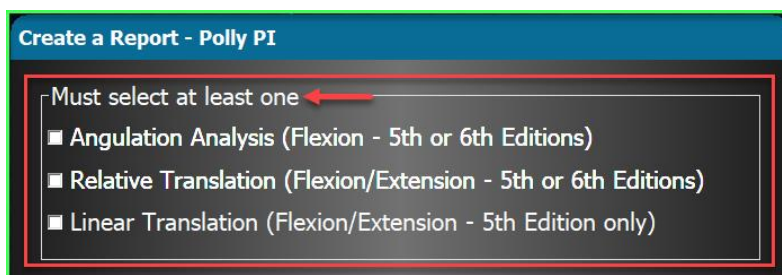 Create a Report - Polly PI
Must select at least one
Angulation Analysis (Flexion - 5th or 6th Editions)
Relative Translation (Flexion/Extension - 5th or 6th Editions)
Linear Translation (Flexion/Extension - 5th Edition only)